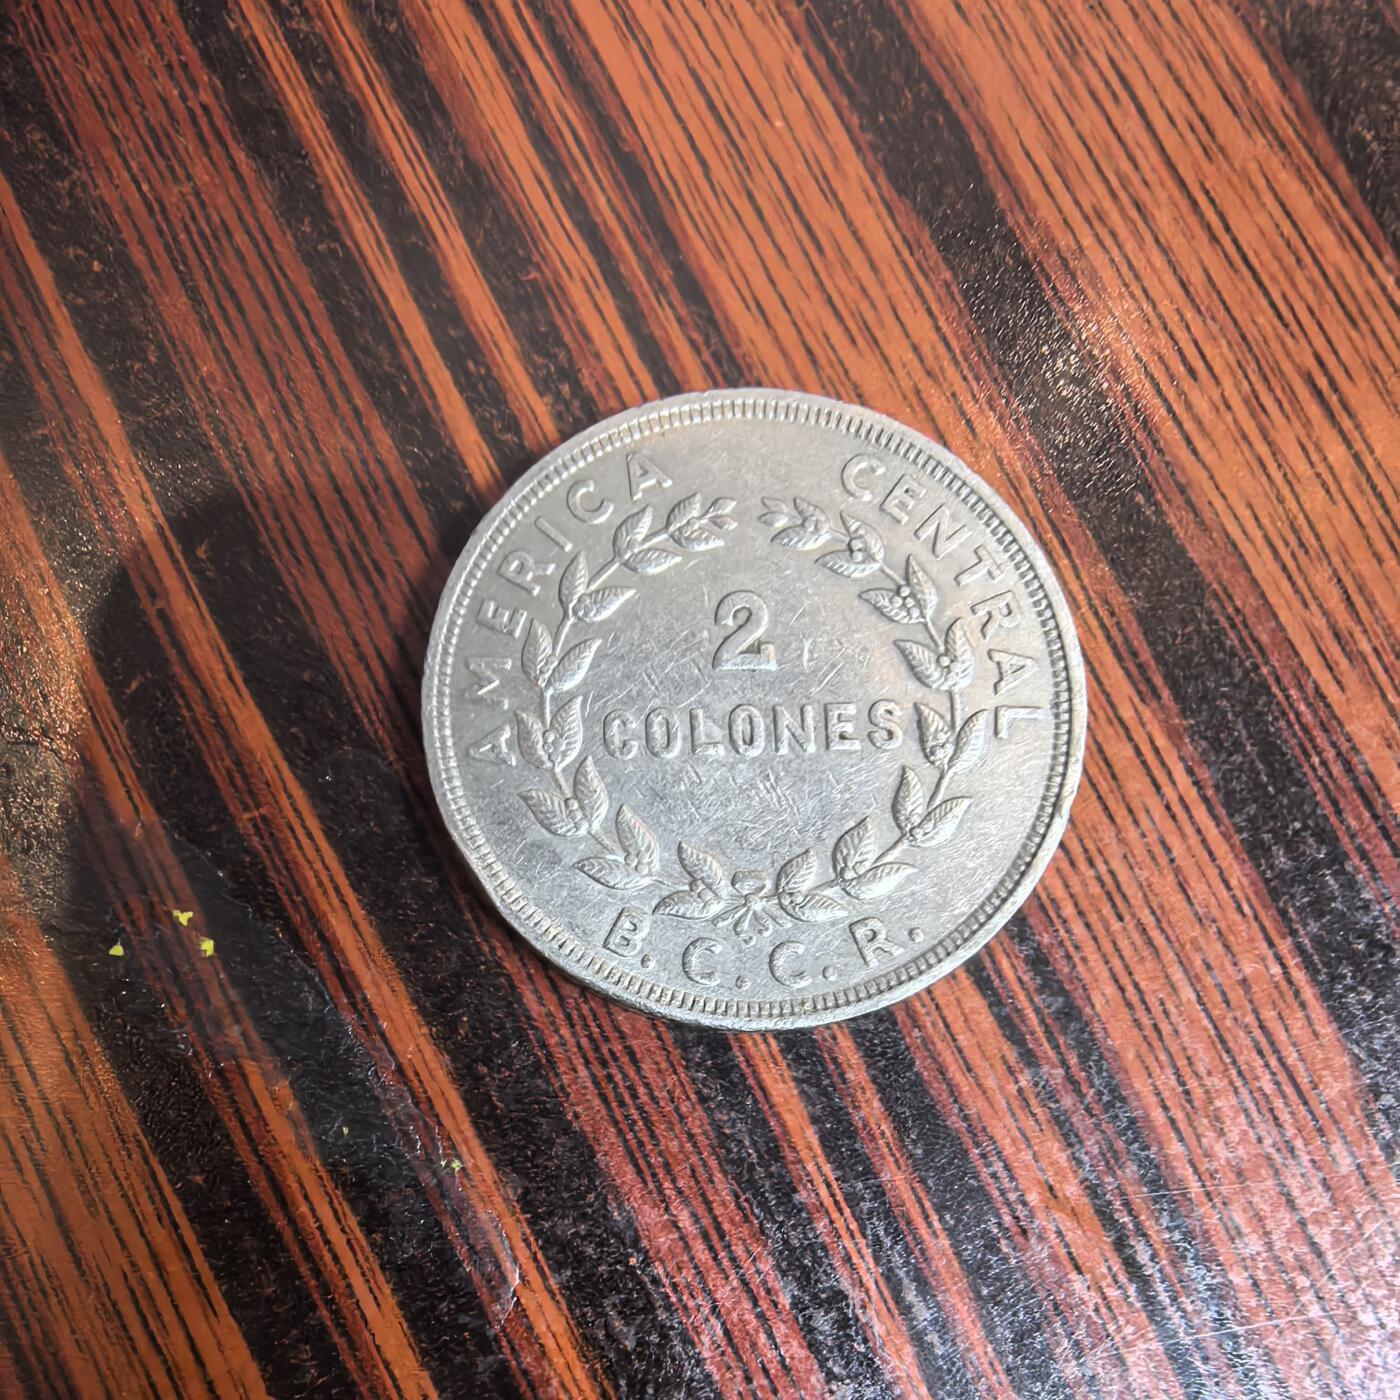 AMERICA CENTRAL
2
COLONES
B.C.C.R.